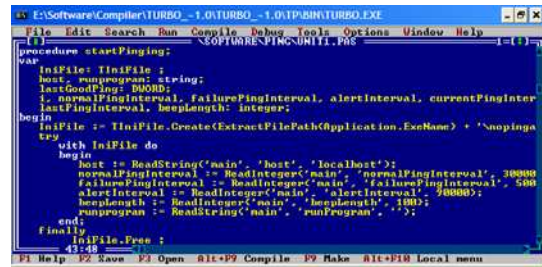 E:\Software\Compiler\TURBO_~1.0\TURBO_~1.0\TP\BIN\TURBO.EXE
File Edit Search Run Compile Debug Tools Options Window Help
\SOFTWARE\PING\UNIT1.PAS 1=[↕]
procedure startPinging;
var
IniFile: TIniFile ;
host, runprogram: string;
lastGoodPing: DWORD;
i, normalPingInterval, failurePingInterval, alertInterval, currentPingInter
lastPingInterval, beepLength: integer;
begin
IniFile := TIniFile.Create(ExtractFilePath(Application.ExeName) + '\nopinga
try
with IniFile do
begin
host := ReadString('main', 'host', 'localhost');
normalPingInterval := ReadInteger('main', 'normalPingInterval', 30000
failurePingInterval := ReadInteger('main', 'failurePingInterval', 500
alertInterval := ReadInteger('main', 'alertInterval', 90000);
beepLength := ReadInteger('main', 'beepLength', 100);
runprogram := ReadString('main', 'runProgram', '');
end;
finally
IniFile.Free ;
43:48
F1 Help F2 Save F3 Open Alt+F9 Compile F9 Make Alt+F10 Local menu